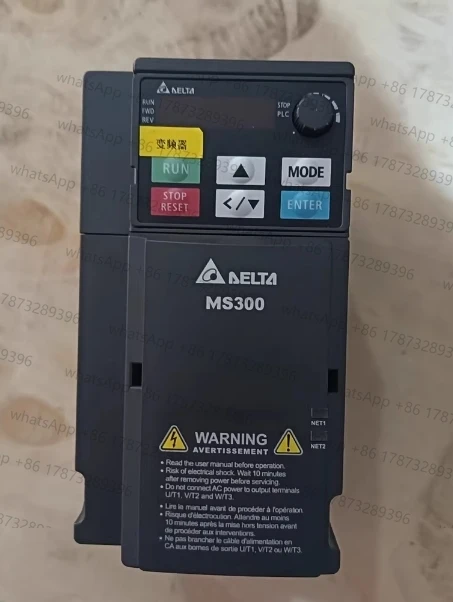 DELTA
RUN
FWD
REV
STOP
PLC
变频器
RUN
▲
MODE
STOP
RESET
</▼
ENTER
DELTA
MS300
NET1
NET2
WARNING
AVERTISSEMENT
• Read the user manual before operation.
• Risk of electrical shock. Wait 10 minutes
after removing power before servicing.
• Do not connect AC power to output terminals
U/T1, V/T2 and W/T3.
• Lire le manuel avant de procéder à l'opération.
• Risque d'électrocution. Attendre au moins
10 minutes après la mise hors tension avant
de procéder aux interventions.
• Ne pas brancher le câble d'alimentation en
CA aux bornes de sortie U/T1, V/T2 ou W/T3.
whatsApp +86 17873289396